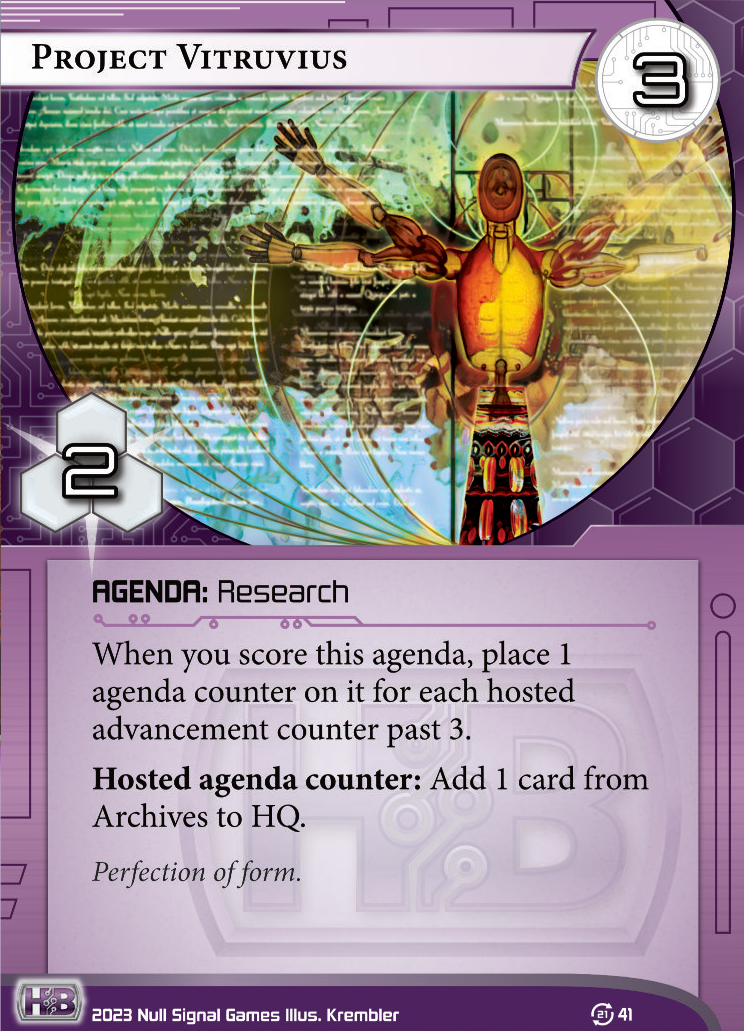 Project Vitruvius
3
2
AGENDA: Research
When you score this agenda, place 1
agenda counter on it for each hosted
advancement counter past 3.
Hosted agenda counter: Add 1 card from
Archives to HQ.
Perfection of form.
HB
2023 Null Signal Games Illus. Krembler
21 41